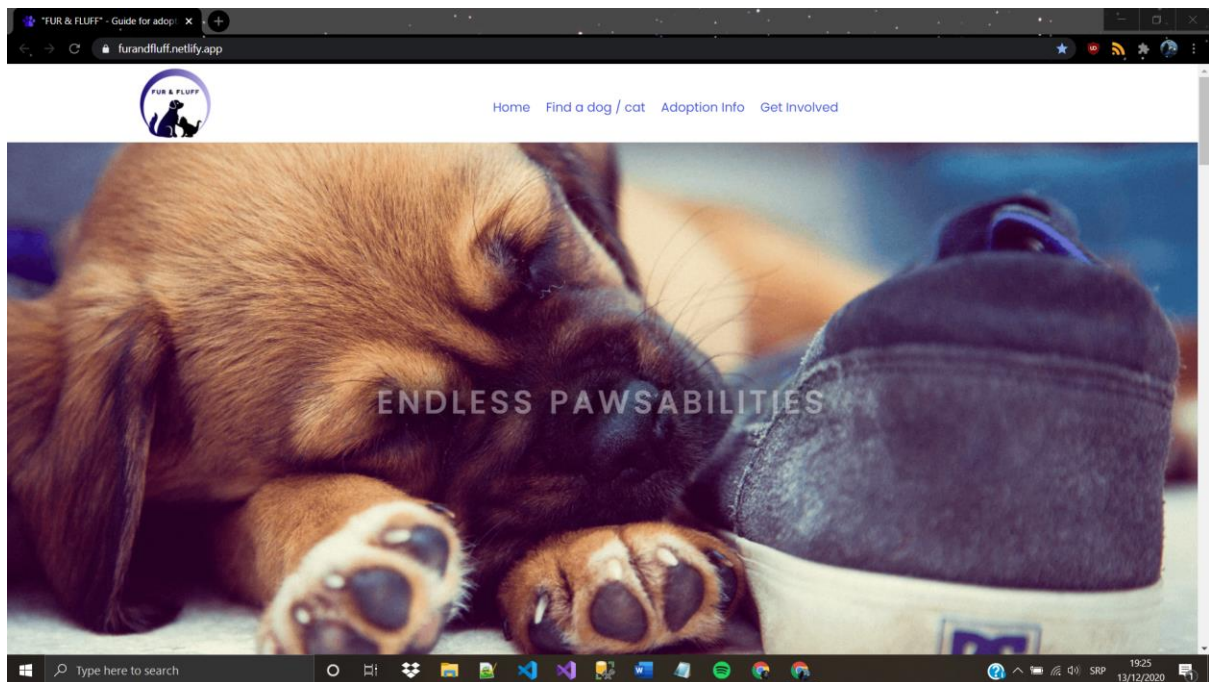 "FUR & FLUFF" - Guide for adopt
furandfluff.netlify.app
FUR & FLUFF
Home Find a dog / cat Adoption Info Get Involved
ENDLESS PAWSABILITIES
Type here to search
SRP
19:25
13/12/2020